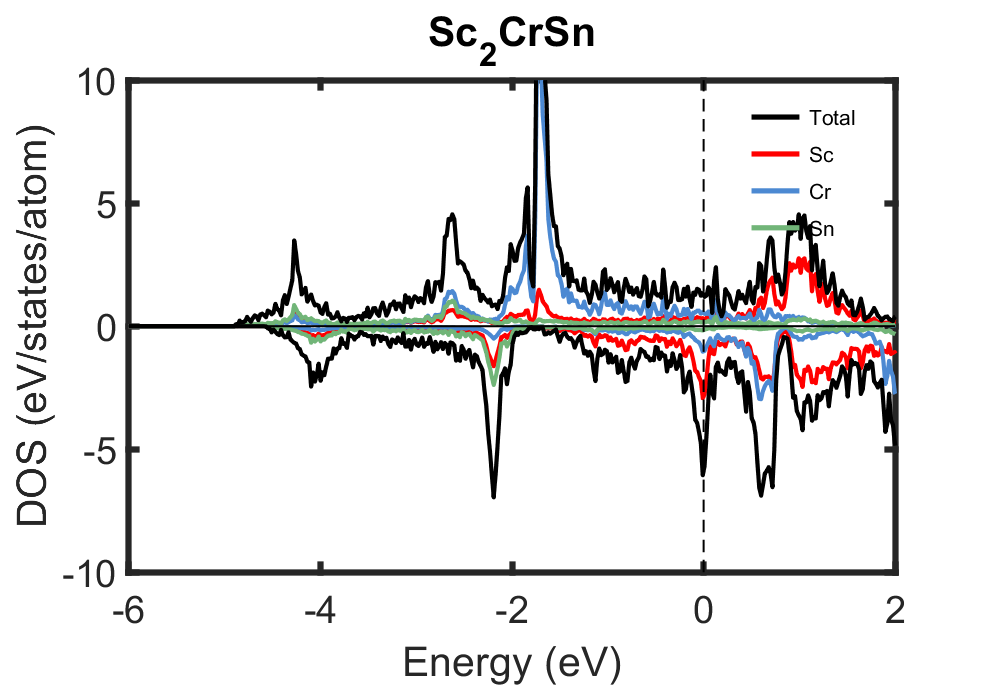 Sc2CrSn
DOS (eV/states/atom)
10
5
0
-5
-10
Total
Sc
Cr
Sn
-6 -4 -2 0 2
Energy (eV)